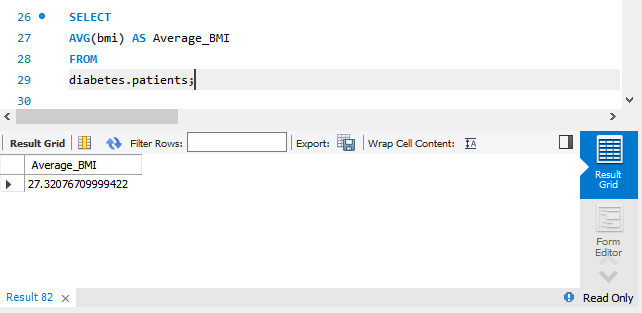 26 SELECT
27 AVG(bmi) AS Average_BMI
28 FROM
29 diabetes.patients;
30
Result Grid Filter Rows: Export: Wrap Cell Content: IA
Average_BMI
27.32076709999422
Result Grid
Form Editor
Result 82 × Read Only